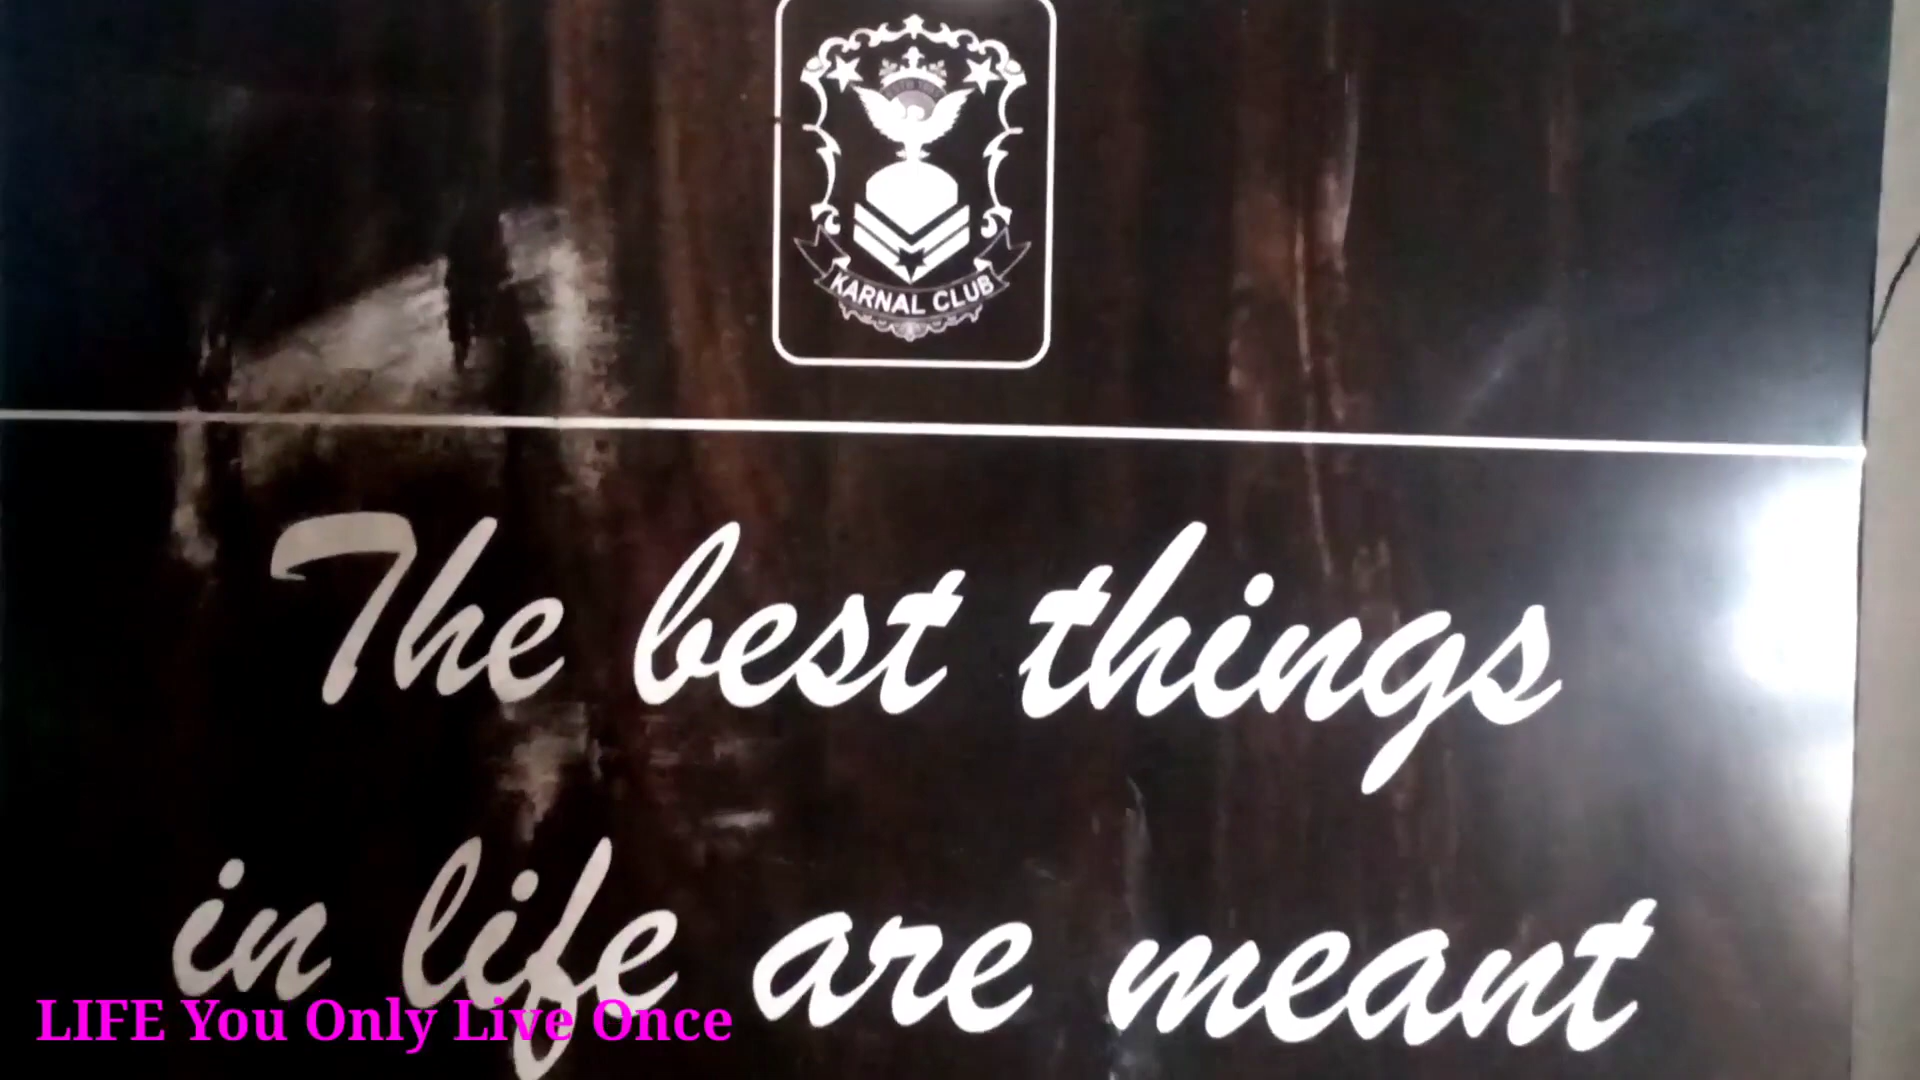 KARNAL CLUB
The best things
in life are meant
LIFE You Only Live Once